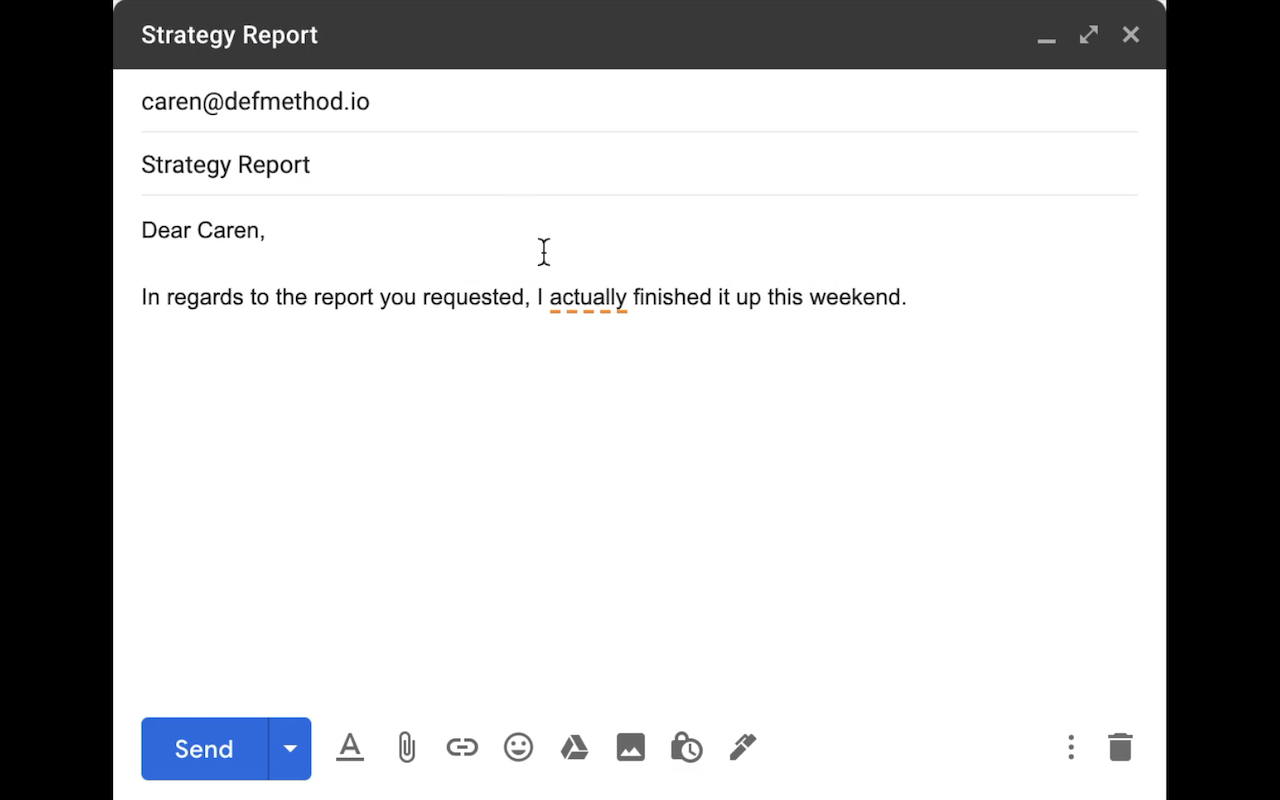 Strategy Report
caren@defmethod.io
Strategy Report
Dear Caren,
In regards to the report you requested, I actually finished it up this weekend.
Send